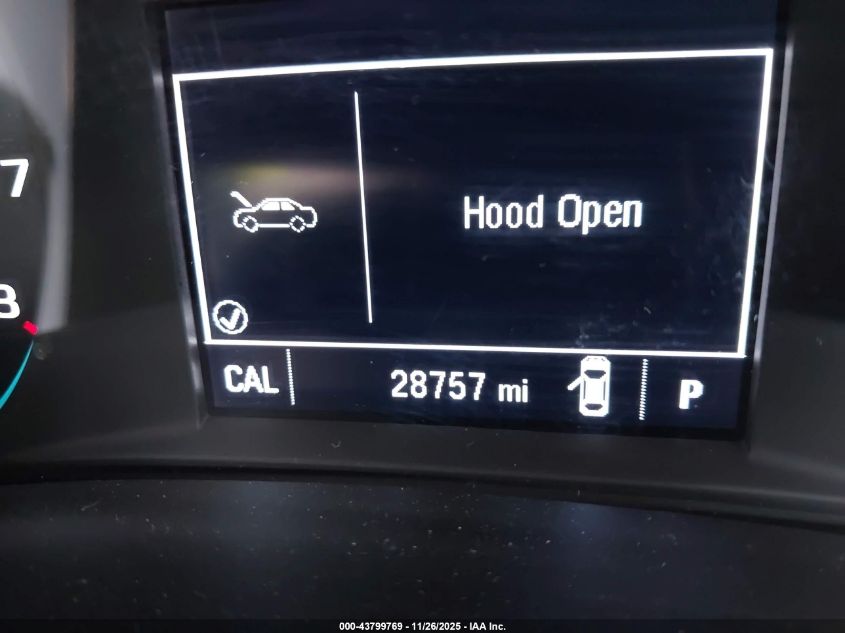 7
8
Hood Open
CAL 28757 mi P
000-43799769 - 11/26/2025 - IAA Inc.